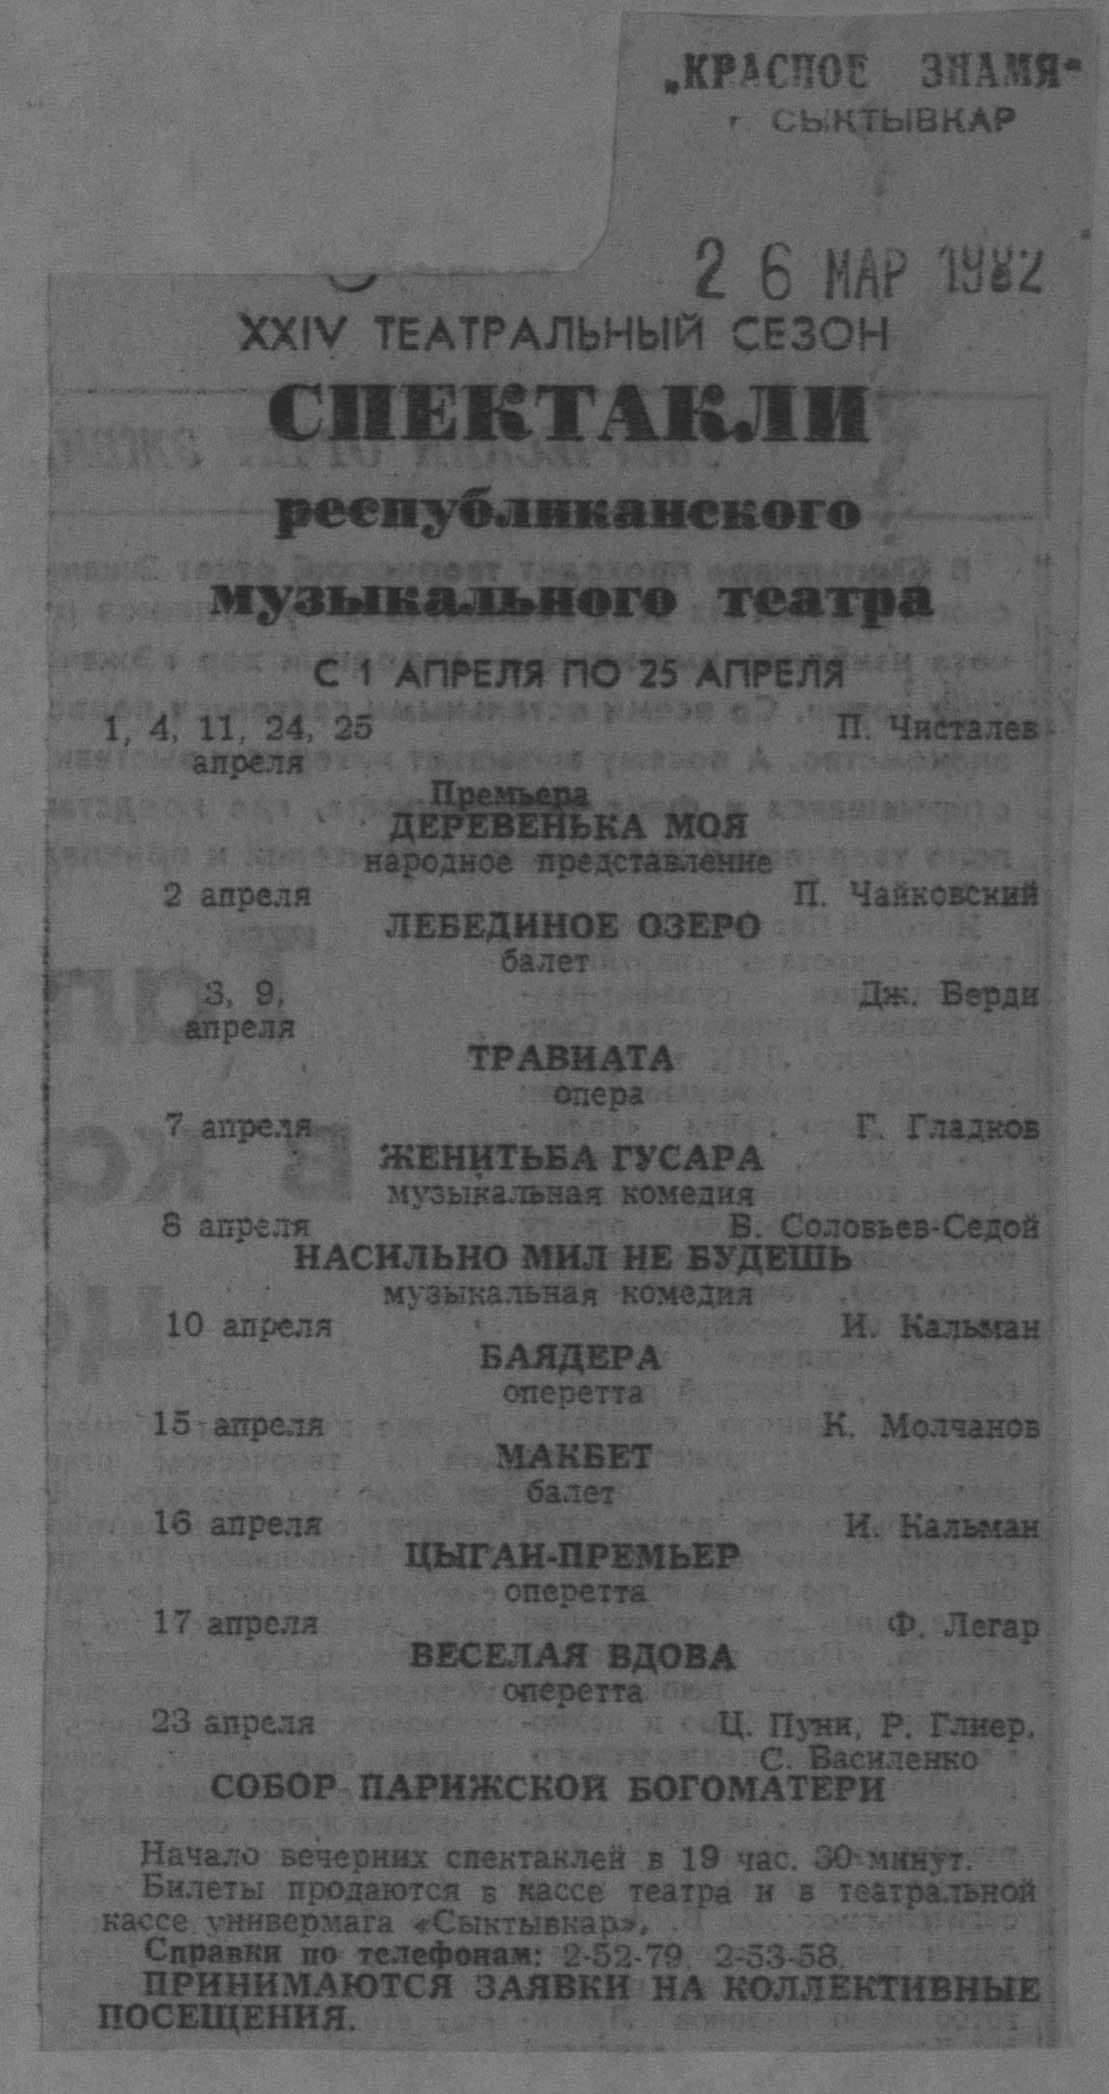 „КРАСНОЕ ЗНАМЯ"
г СЫКТЫВКАР
26 МАР 1982
XXIV ТЕАТРАЛЬНЫЙ СЕЗОН
СПЕКТАКЛИ
республиканского
музыкального театра
С 1 АПРЕЛЯ ПО 25 АПРЕЛЯ
1, 4, 11, 24, 25 П. Чисталев
апреля
Премьера
ДЕРЕВЕНЬКА МОЯ
народное представление
2 апреля П. Чайковский
ЛЕБЕДИНОЕ ОЗЕРО
балет
3, 9, Дж. Верди
апреля
ТРАВИАТА
опера
7 апреля Г. Гладков
ЖЕНИТЬБА ГУСАРА
музыкальная комедия
8 апреля В. Соловьев-Седой
НАСИЛЬНО МИЛ НЕ БУДЕШЬ
музыкальная комедия
10 апреля И. Кальман
БАЯДЕРА
оперетта
15 апреля К. Молчанов
МАКБЕТ
балет
16 апреля И. Кальман
ЦЫГАН-ПРЕМЬЕР
оперетта
17 апреля Ф. Легар
ВЕСЕЛАЯ ВДОВА
оперетта
23 апреля Ц. Пуни, Р. Глиер,
С. Василенко
СОБОР ПАРИЖСКОЙ БОГОМАТЕРИ
Начало вечерних спектаклей в 19 час. 30 минут.
Билеты продаются в кассе театра и в театральной
кассе универмага «Сыктывкар».
Справки по телефонам: 2-52-79, 2-53-58.
ПРИНИМАЮТСЯ ЗАЯВКИ НА КОЛЛЕКТИВНЫЕ
ПОСЕЩЕНИЯ.